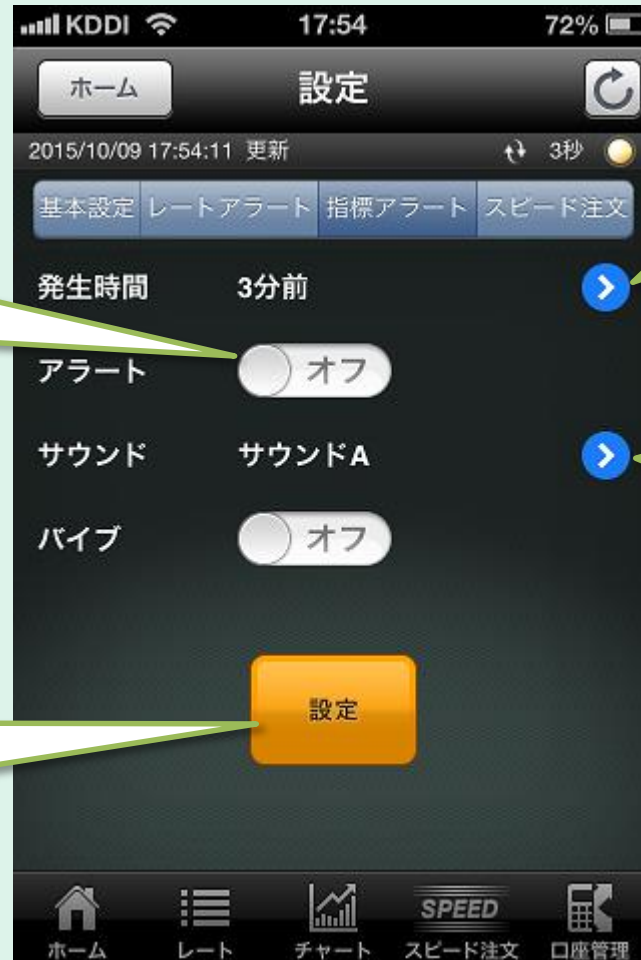 KDDI 17:54 72%
ホーム 設定
2015/10/09 17:54:11 更新 3秒
基本設定 レートアラート 指標アラート スピード注文
発生時間 3分前
アラート オフ
サウンド サウンドA
バイブ オフ
設定
SPEED
ホーム レート チャート スピード注文 口座管理